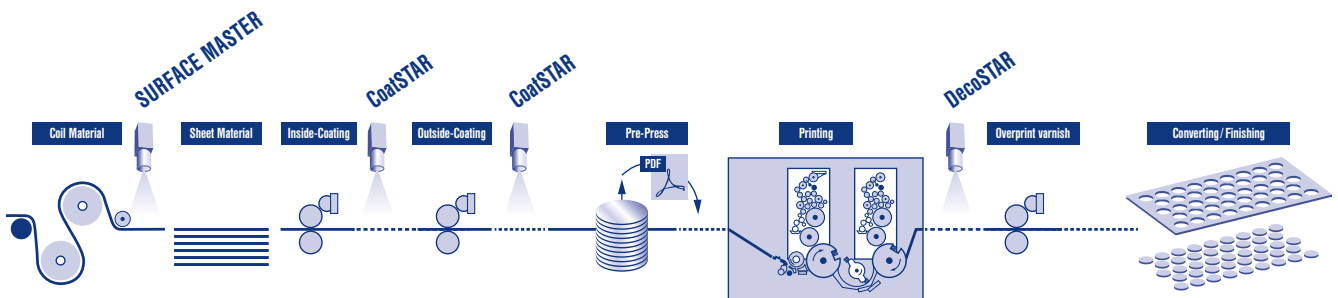 SURFACE MASTER
CoatSTAR
CoatSTAR
DecoSTAR
Coil Material
Sheet Material
Inside-Coating
Outside-Coating
Pre-Press
Printing
Overprint varnish
Converting/Finishing
PDF